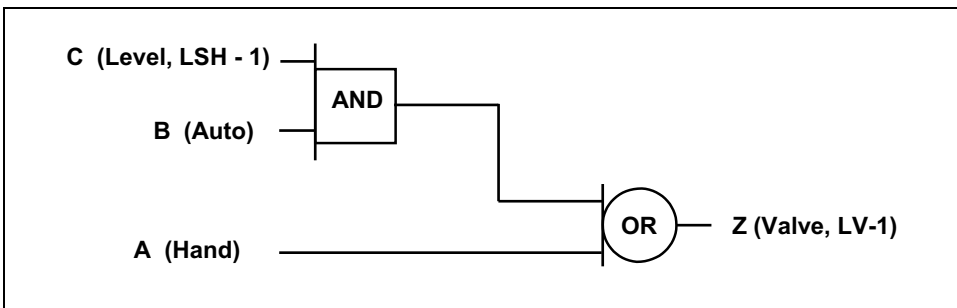 C (Level, LSH - 1)
AND
B (Auto)
OR
Z (Valve, LV-1)
A (Hand)